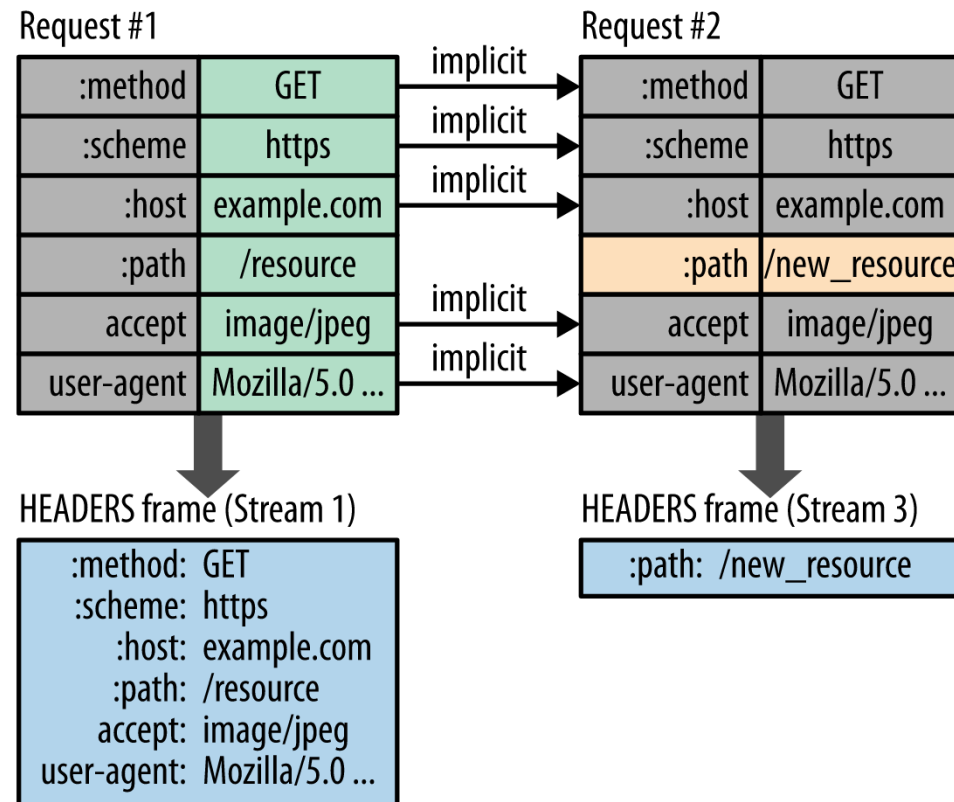 Request #1
:method GET
:scheme https
:host example.com
:path /resource
accept image/jpeg
user-agent Mozilla/5.0 ...
implicit
implicit
implicit
implicit
implicit
Request #2
:method GET
:scheme https
:host example.com
:path /new_resource
accept image/jpeg
user-agent Mozilla/5.0 ...
HEADERS frame (Stream 1)
:method: GET
:scheme: https
:host: example.com
:path: /resource
accept: image/jpeg
user-agent: Mozilla/5.0 ...
HEADERS frame (Stream 3)
:path: /new_resource